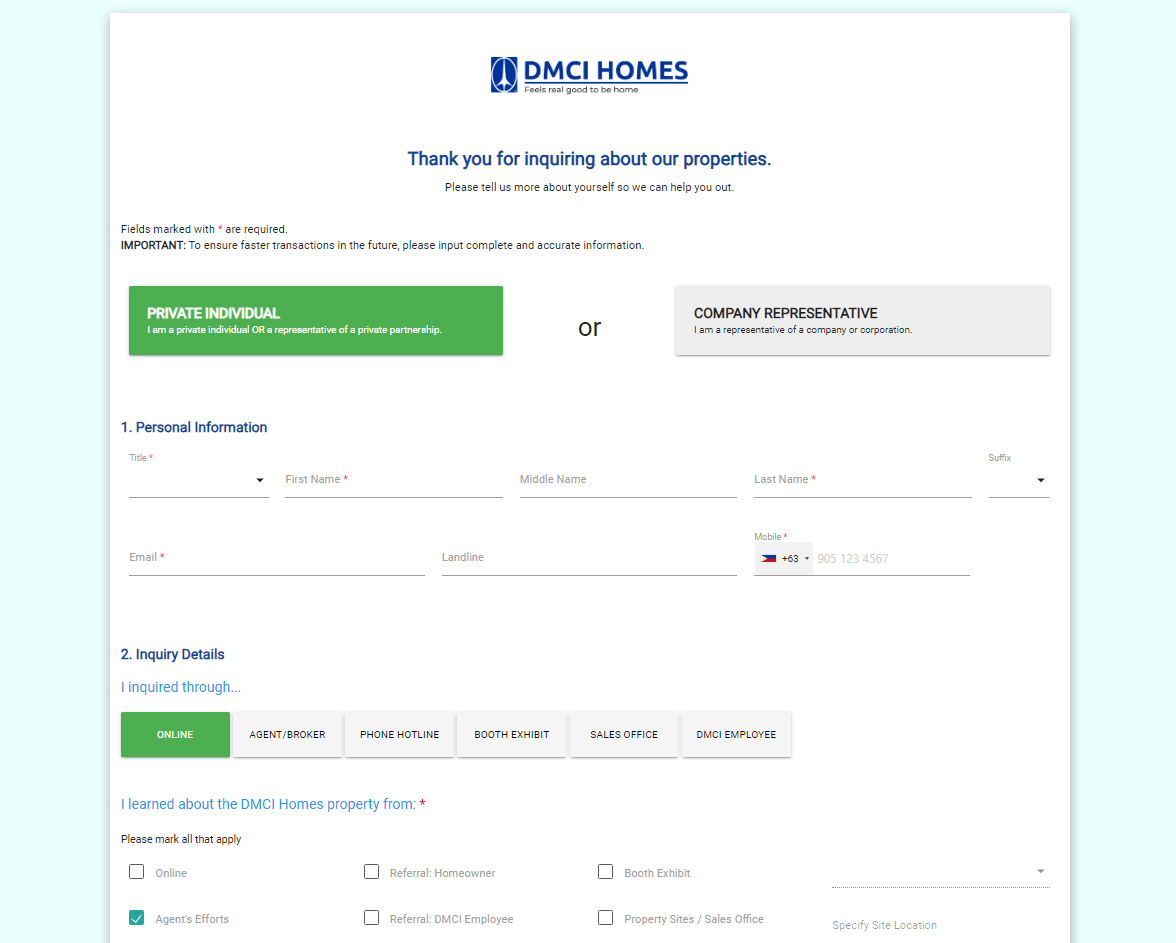 DMCI HOMES
Feels real good to be home
Thank you for inquiring about our properties.
Please tell us more about yourself so we can help you out.
Fields marked with * are required.
IMPORTANT: To ensure faster transactions in the future, please input complete and accurate information.
PRIVATE INDIVIDUAL
I am a private individual OR a representative of a private partnership.
or
COMPANY REPRESENTATIVE
I am a representative of a company or corporation.
1. Personal Information
Title *
First Name *
Middle Name
Last Name *
Suffix
Email *
Landline
Mobile *
+63
905 123 4567
2. Inquiry Details
I inquired through...
ONLINE
AGENT/BROKER
PHONE HOTLINE
BOOTH EXHIBIT
SALES OFFICE
DMCI EMPLOYEE
I learned about the DMCI Homes property from: *
Please mark all that apply
Online
Referral: Homeowner
Booth Exhibit
Agent's Efforts
Referral: DMCI Employee
Property Sites / Sales Office
Specify Site Location